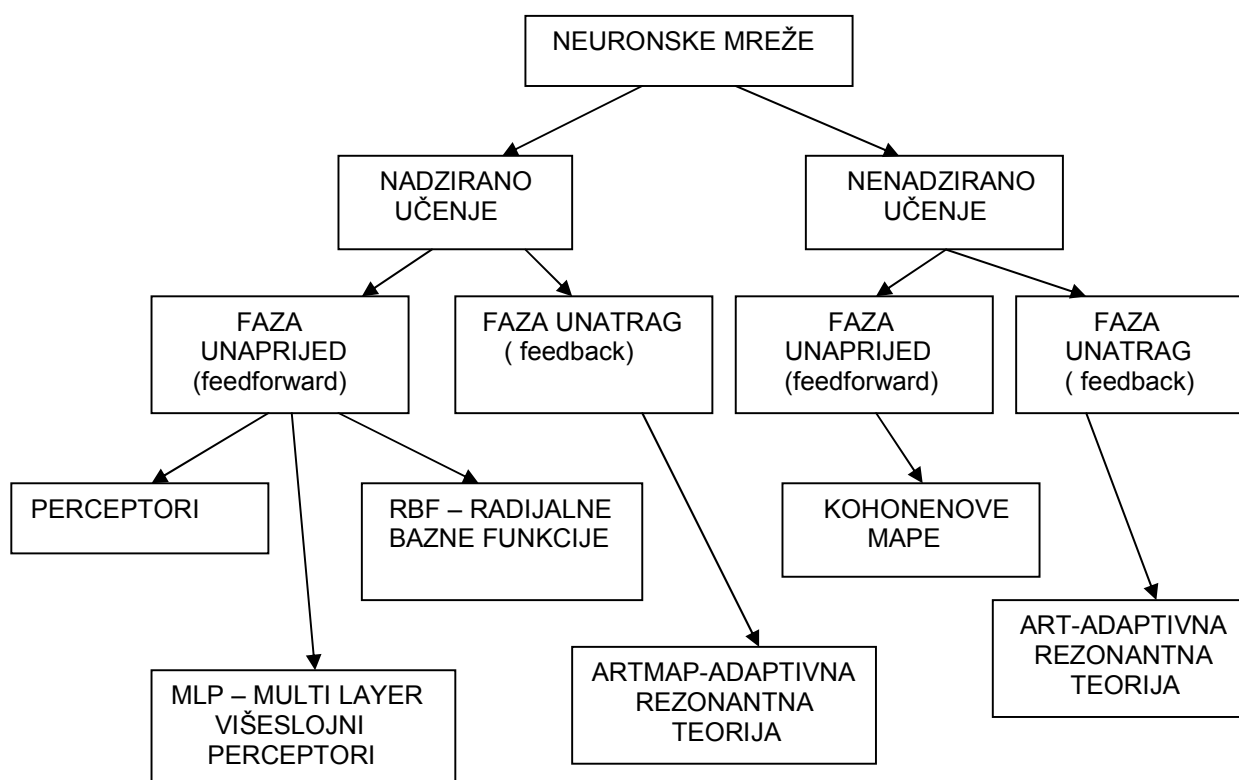 NEURONSKE MREŽE
NADZIRANO
UČENJE
NENADZIRANO
UČENJE
FAZA
UNAPRIJED
(feedforward)
FAZA UNATRAG
( feedback)
FAZA
UNAPRIJED
(feedforward)
FAZA
UNATRAG
( feedback)
PERCEPTORI
RBF – RADIJALNE
BAZNE FUNKCIJE
KOHONENOVE
MAPE
MLP – MULTI LAYER
VIŠESLOJNI
PERCEPTORI
ARTMAP-ADAPTIVNA
REZONANTNA
TEORIJA
ART-ADAPTIVNA
REZONANTNA
TEORIJA